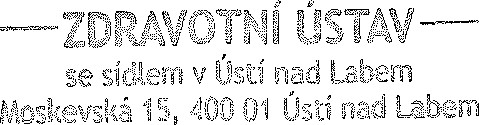 ZDRAVOTNÍ ÚSTAV
se sídlem v Ústí nad Labem
Moskevská 15, 400 01 Ústí nad Labem